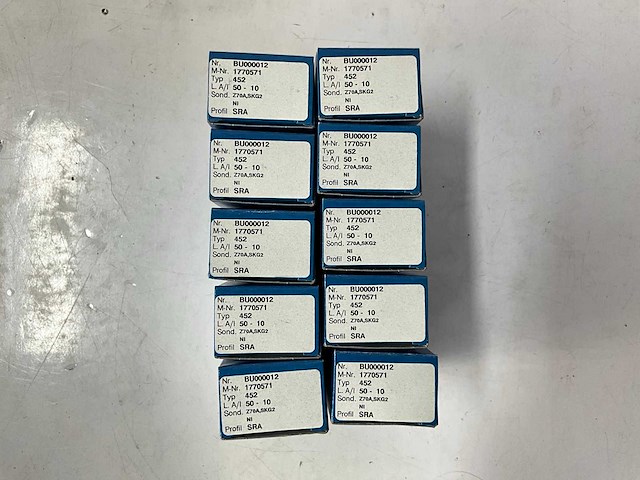 Nr. BU000012
M-Nr. 1770571
Typ 452
L. A/I 50 - 10
Sond. Z70A,SKG2
NI
Profil SRA
Nr. BU000012
M-Nr. 1770571
Typ 452
L. A/I 50 - 10
Sond. Z70A,SKG2
NI
Profil SRA
Nr. BU000012
M-Nr. 1770571
Typ 452
L. A/I 50 - 10
Sond. Z70A,SKG2
NI
Profil SRA
Nr. BU000012
M-Nr. 1770571
Typ 452
L. A/I 50 - 10
Sond. Z70A,SKG2
NI
Profil SRA
Nr. BU000012
M-Nr. 1770571
Typ 452
L. A/I 50 - 10
Sond. Z70A,SKG2
NI
Profil SRA
Nr. BU000012
M-Nr. 1770571
Typ 452
L. A/I 50 - 10
Sond. Z70A,SKG2
NI
Profil SRA
Nr. BU000012
M-Nr. 1770571
Typ 452
L. A/I 50 - 10
Sond. Z70A,SKG2
NI
Profil SRA
Nr. BU000012
M-Nr. 1770571
Typ 452
L. A/I 50 - 10
Sond. Z70A,SKG2
NI
Profil SRA
Nr. BU000012
M-Nr. 1770571
Typ 452
L. A/I 50 - 10
Sond. Z70A,SKG2
NI
Profil SRA
Nr. BU000012
M-Nr. 1770571
Typ 452
L. A/I 50 - 10
Sond. Z70A,SKG2
NI
Profil SRA